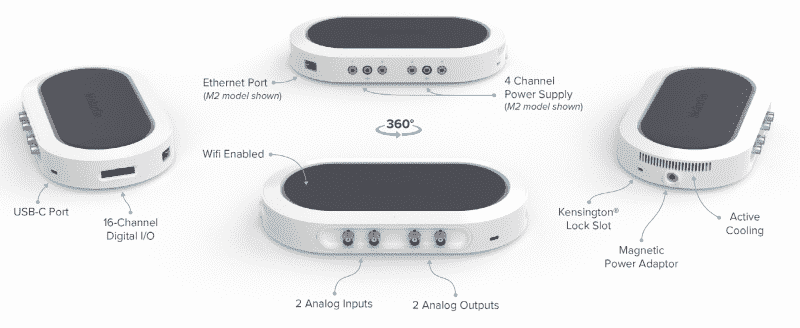 Ethernet Port
(M2 model shown)
4 Channel
Power Supply
(M2 model shown)
360°
Wifi Enabled
USB-C Port
16-Channel
Digital I/O
Kensington®
Lock Slot
Magnetic
Power Adaptor
Active
Cooling
2 Analog Inputs
2 Analog Outputs